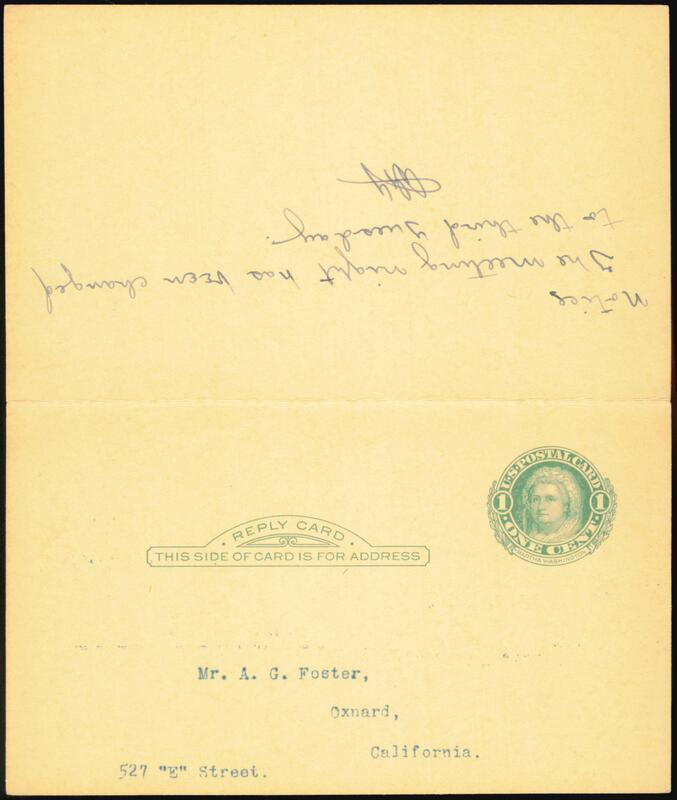 Notice
The meeting night has been changed
to the third Tuesday.
U.S. POSTAL CARD
1 1
ONE CENT
MARTHA WASHINGTON
REPLY CARD
THIS SIDE OF CARD IS FOR ADDRESS
Mr. A. G. Foster,
Oxnard,
California.
527 "E" Street.